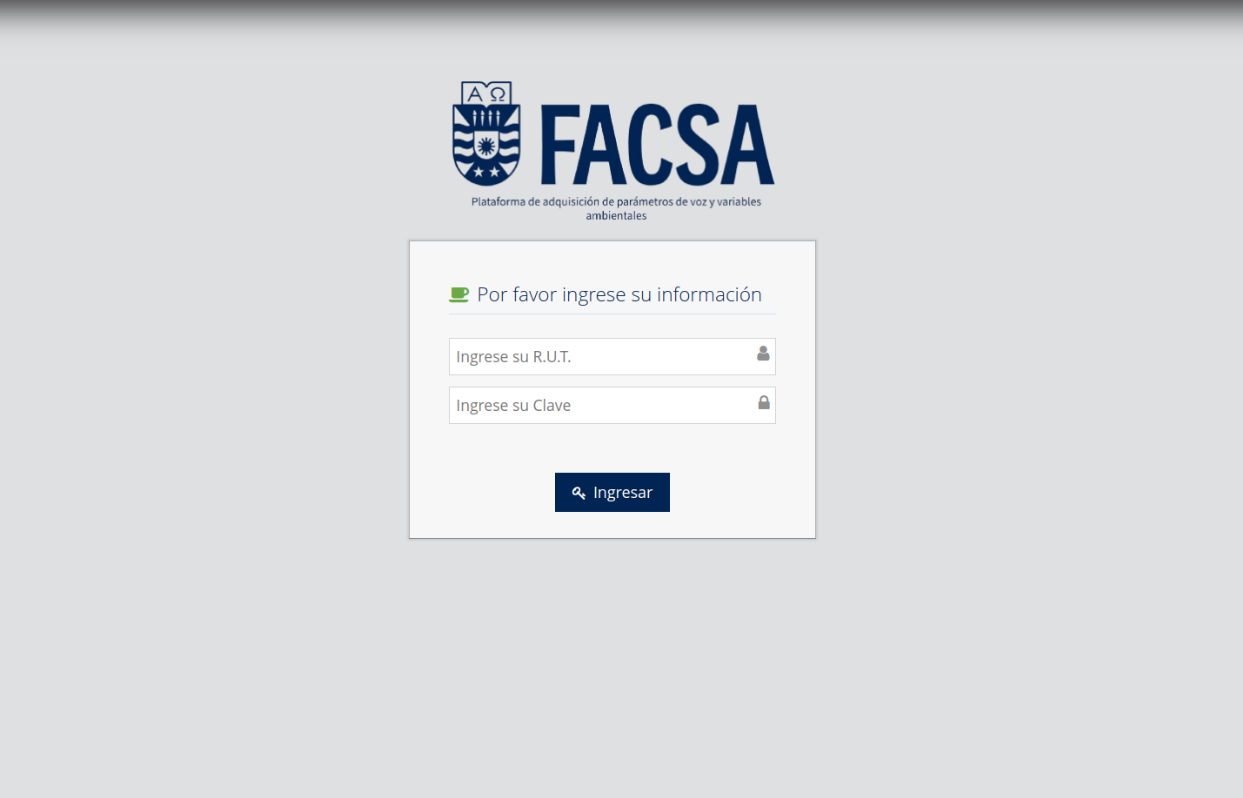 ΑΩ
FACSA
Plataforma de adquisición de parámetros de voz y variables
ambientales
Por favor ingrese su información
Ingrese su R.U.T.
Ingrese su Clave
Ingresar